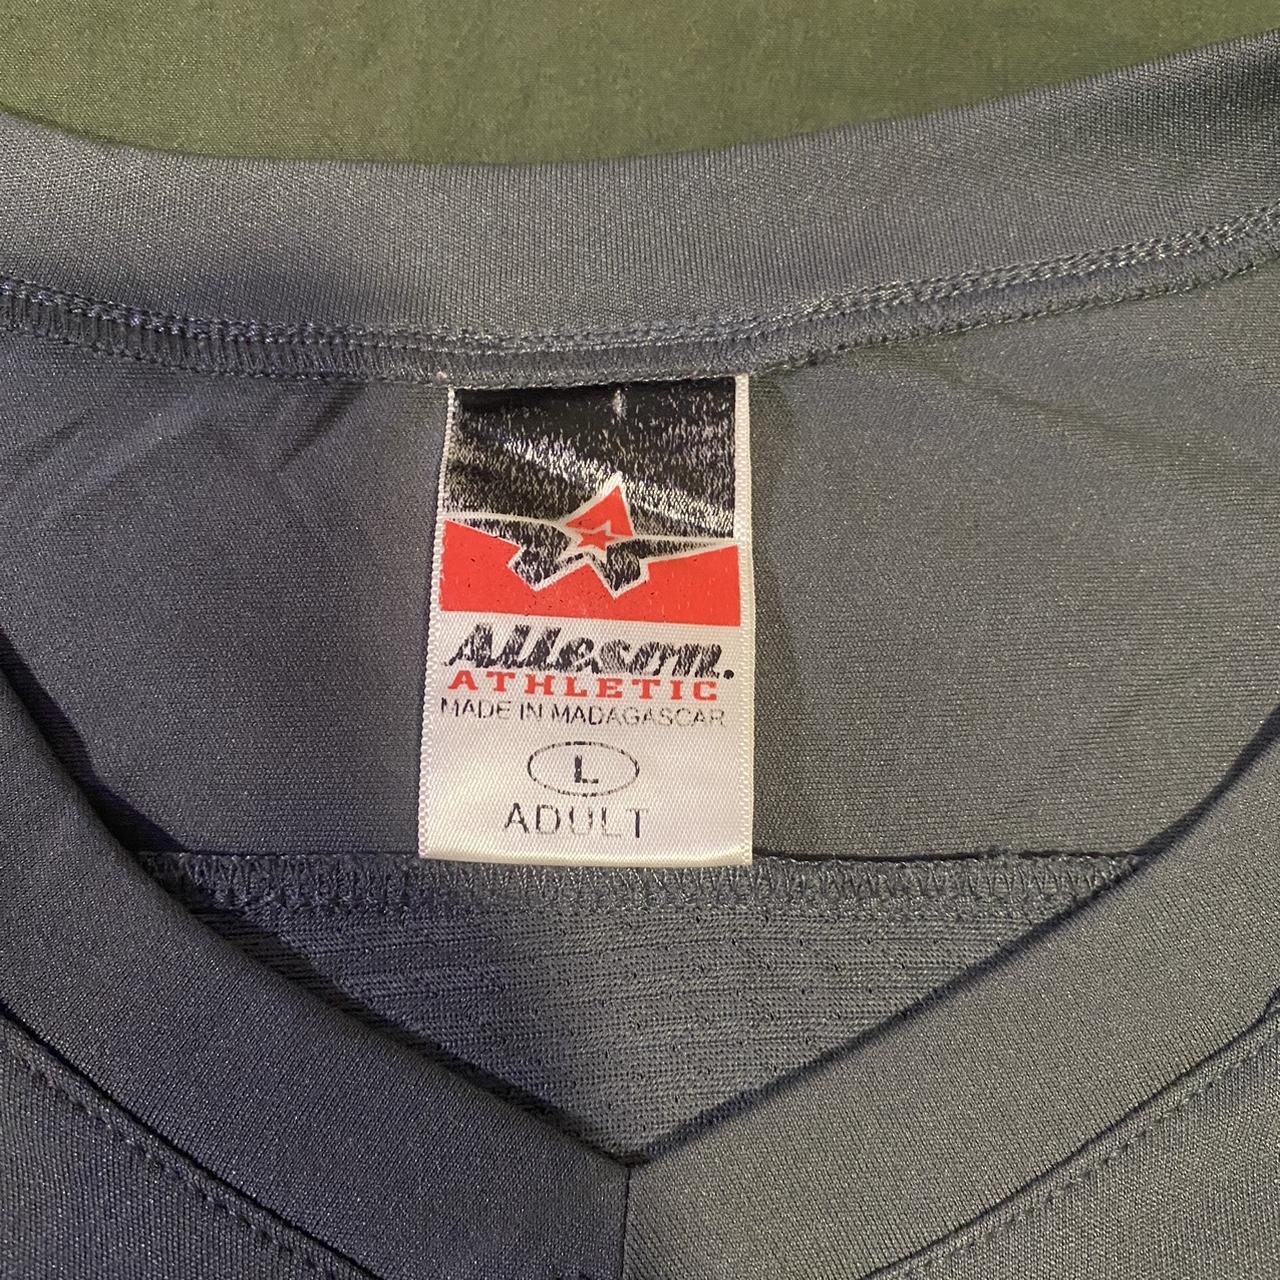 Alleson.
ATHLETIC
MADE IN MADAGASCAR
L
ADULT